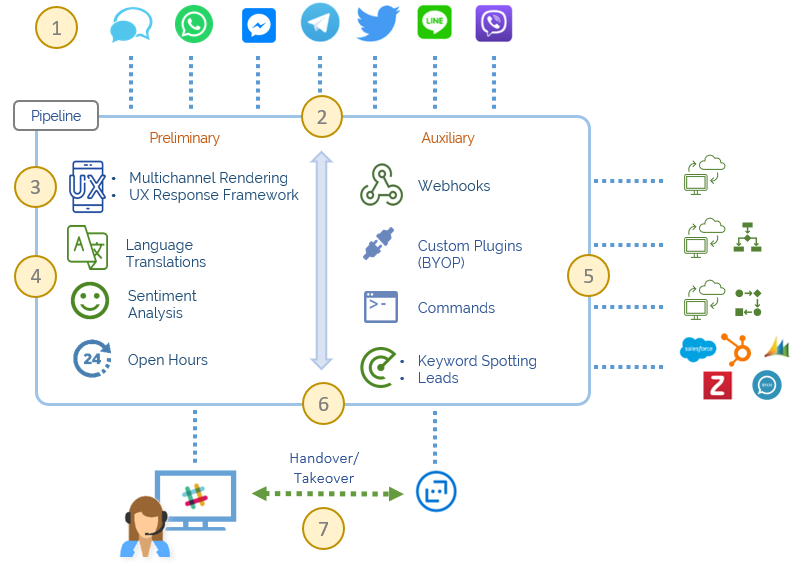 1
LINE
2
Pipeline
Preliminary
Auxiliary
3
UX
Multichannel Rendering
UX Response Framework
Webhooks
4
A
文
Language
Translations
Custom Plugins
(BYOP)
5
Sentiment
Analysis
Commands
24
Open Hours
Keyword Spotting
Leads
salesforce
Z
6
Handover/
Takeover
7